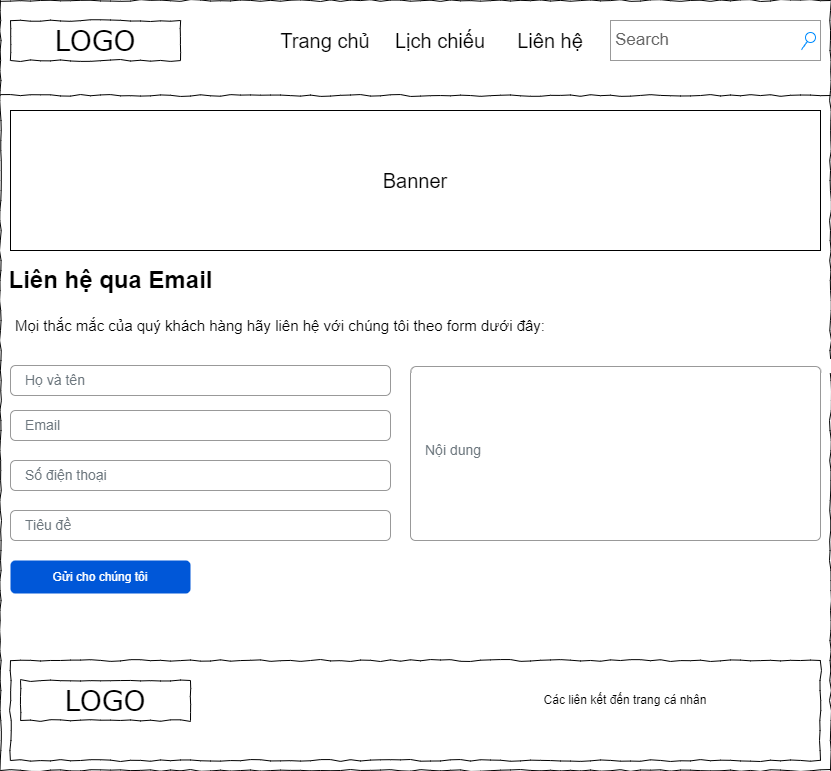 LOGO
Trang chủ
Lịch chiếu
Liên hệ
Search
Banner
Liên hệ qua Email
Mọi thắc mắc của quý khách hàng hãy liên hệ với chúng tôi theo form dưới đây:
Họ và tên
Email
Số điện thoại
Tiêu đề
Nội dung
Gửi cho chúng tôi
LOGO
Các liên kết đến trang cá nhân